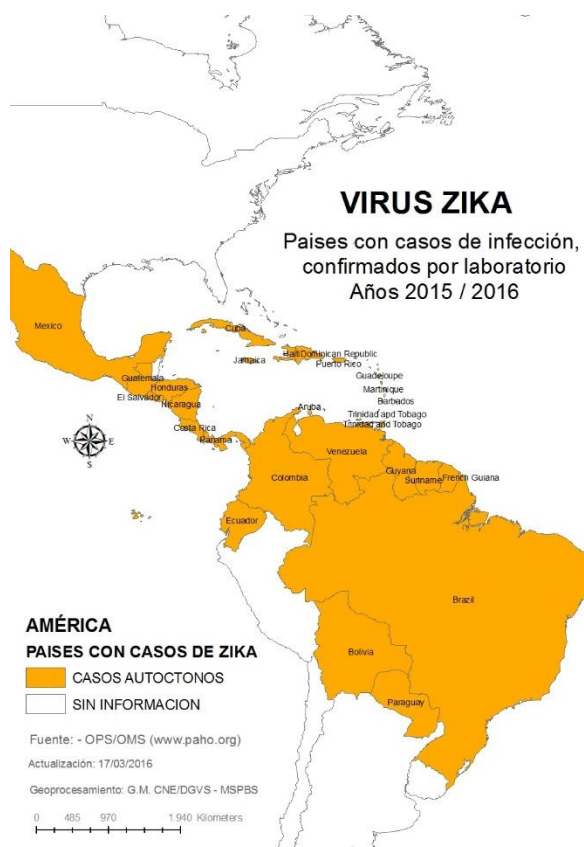 VIRUS ZIKA
Paises con casos de infección,
confirmados por laboratorio
Años 2015 / 2016
Mexico
Cuba
Jamaica
Haiti
Dominican Republic
Puerto Rico
Guatemala
Honduras
El Salvador
Nicaragua
Guadeloupe
Martinique
Barbados
Aruba
Trinidad and Tobago
Trinidad and Tobago
Costa Rica
Panama
N
W
E
S
Venezuela
Guyana
Suriname
French Guiana
Colombia
Ecuador
Brazil
Bolivia
Paraguay
AMÉRICA
PAISES CON CASOS DE ZIKA
CASOS AUTOCTONOS
SIN INFORMACION
Fuente: - OPS/OMS (www.paho.org)
Actualización: 17/03/2016
Geoprocesamiento: G.M. CNE/DGVS - MSPBS
0 485 970 1.940 Kilometers